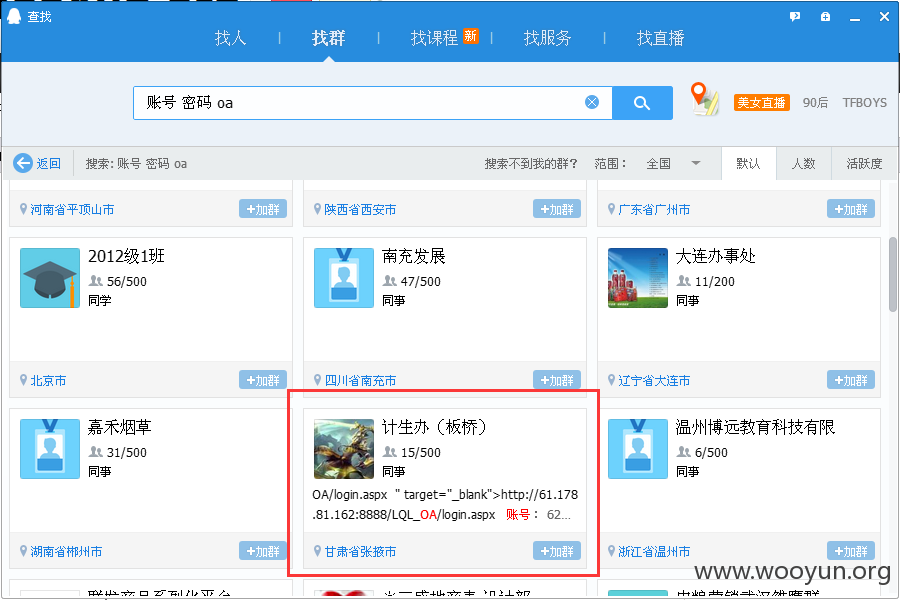 查找
找人 | 找群 | 找课程 新 | 找服务 | 找直播
账号 密码 oa
美女直播 90后 TFBOYS
返回 搜索: 账号 密码 oa 搜索不到我的群? 范围： 全国 默认 人数 活跃度
河南省平顶山市 +加群 陕西省西安市 +加群 广东省广州市 +加群
2012级1班
56/500
同学
北京市 +加群
南充发展
47/500
同事
四川省南充市 +加群
大连办事处
11/200
同事
辽宁省大连市 +加群
嘉禾烟草
31/500
同事
湖南省郴州市 +加群
计生办（板桥）
15/500
同事
OA/login.aspx " target="_blank">http://61.178
.81.162:8888/LQL_OA/login.aspx 账号： 62...
甘肃省张掖市 +加群
温州博远教育科技有限
6/500
同事
浙江省温州市 +加群
www.wooyun.org